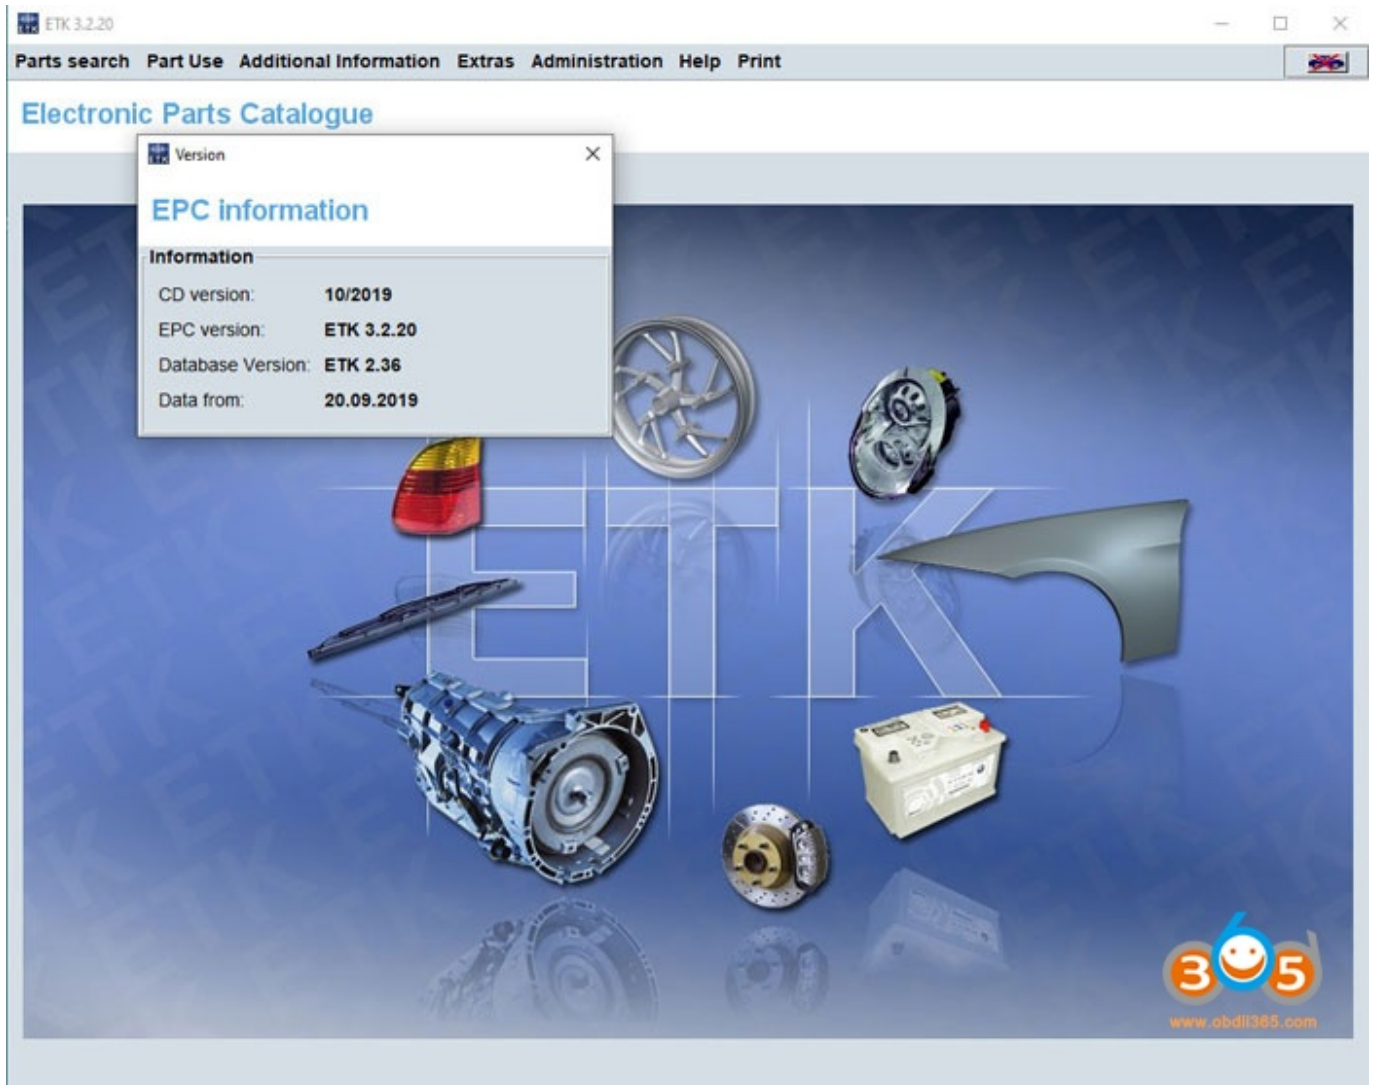 ETK 3.2.20
Parts search Part Use Additional Information Extras Administration Help Print
Electronic Parts Catalogue
Version
EPC information
Information
CD version: 10/2019
EPC version: ETK 3.2.20
Database Version: ETK 2.36
Data from: 20.09.2019
ETK
365
www.obdii365.com